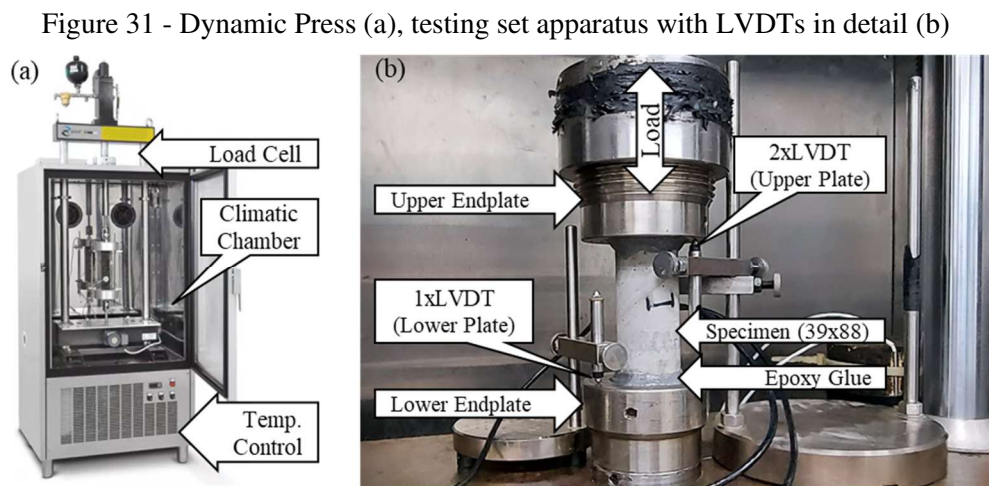 Figure 31 - Dynamic Press (a), testing set apparatus with LVDTs in detail (b)
(a)
Load Cell
Climatic
Chamber
Temp.
Control
(b)
Load
2xLVDT
(Upper Plate)
Upper Endplate
1xLVDT
(Lower Plate)
Specimen (39x88)
Epoxy Glue
Lower Endplate